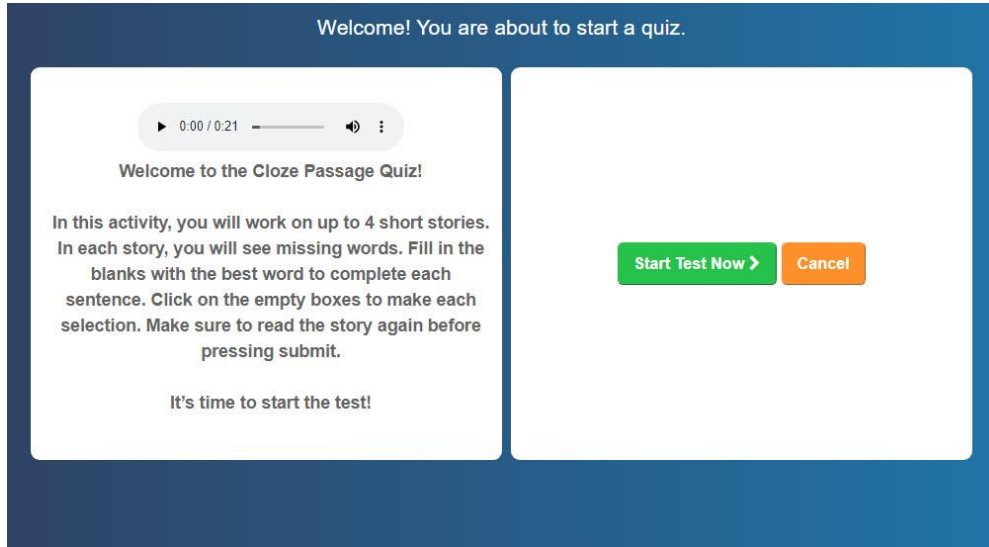 Welcome! You are about to start a quiz.
0:00 / 0:21
Welcome to the Cloze Passage Quiz!
In this activity, you will work on up to 4 short stories.
In each story, you will see missing words. Fill in the
blanks with the best word to complete each
sentence. Click on the empty boxes to make each
selection. Make sure to read the story again before
pressing submit.
It’s time to start the test!
Start Test Now
Cancel